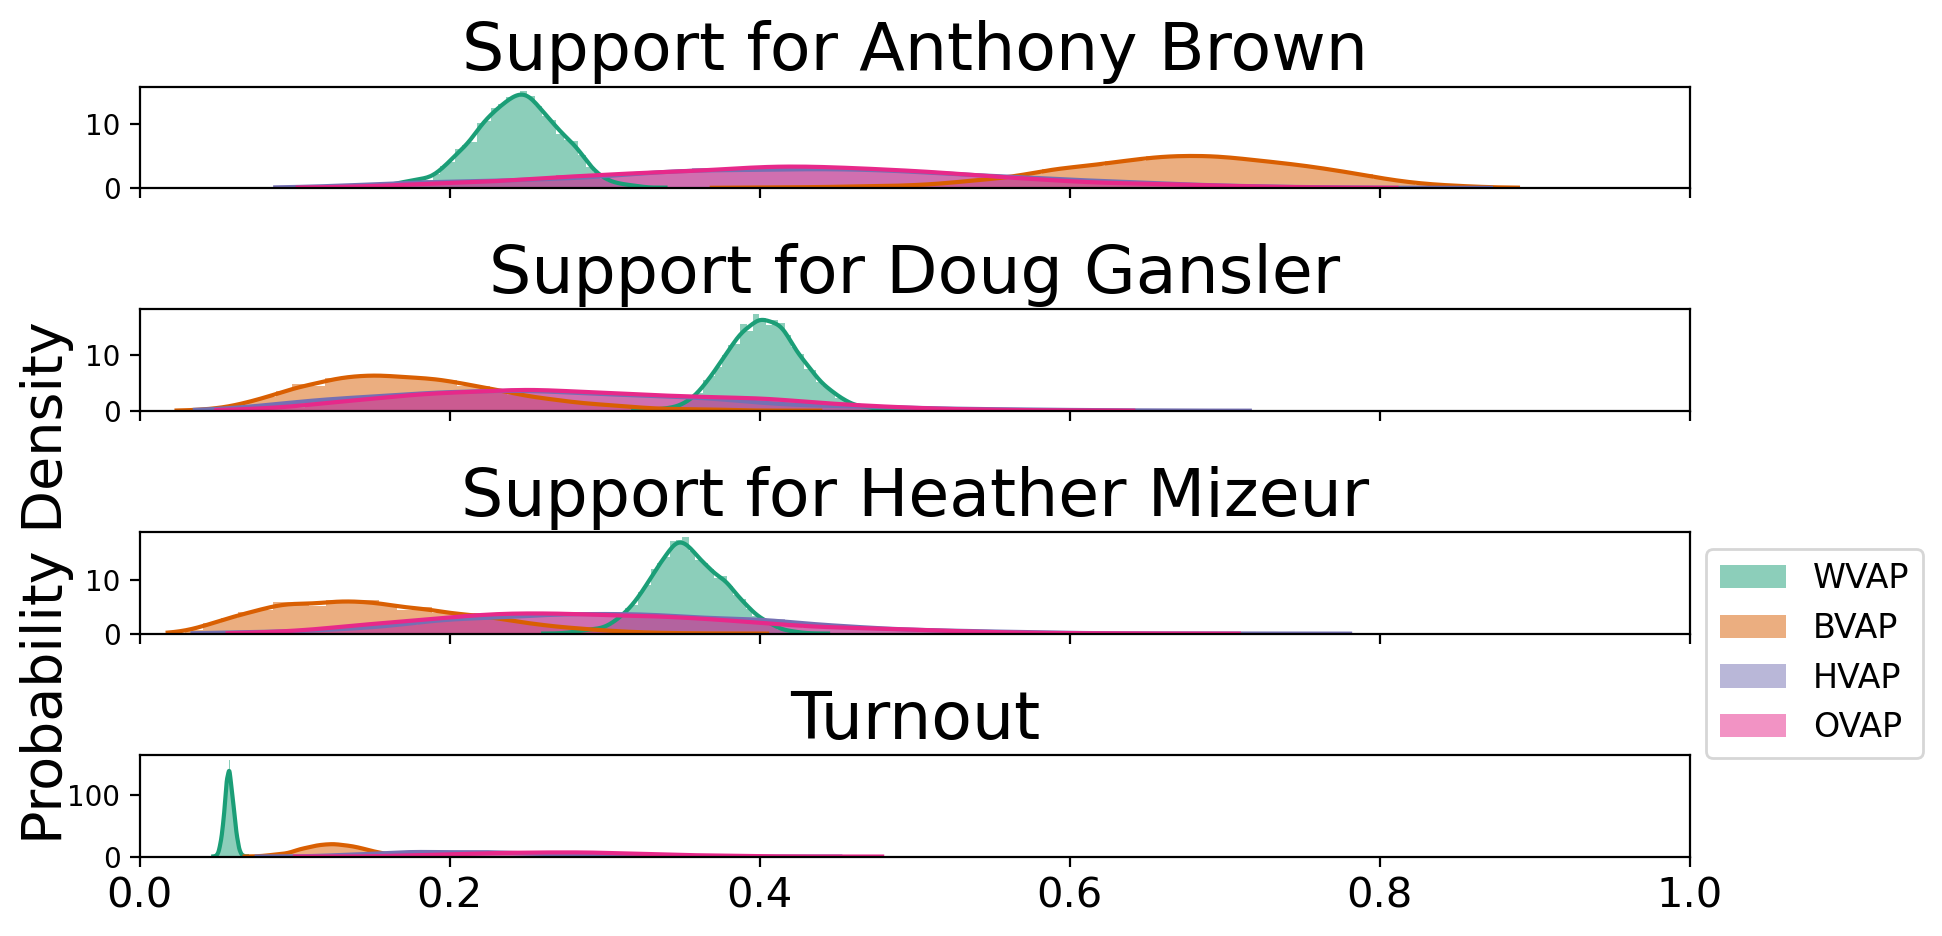 Support for Anthony Brown
10
0
Support for Doug Gansler
10
0
Support for Heather Mizeur
10
0
Turnout
100
0
0.0 0.2 0.4 0.6 0.8 1.0
Probability Density
WVAP
BVAP
HVAP
OVAP